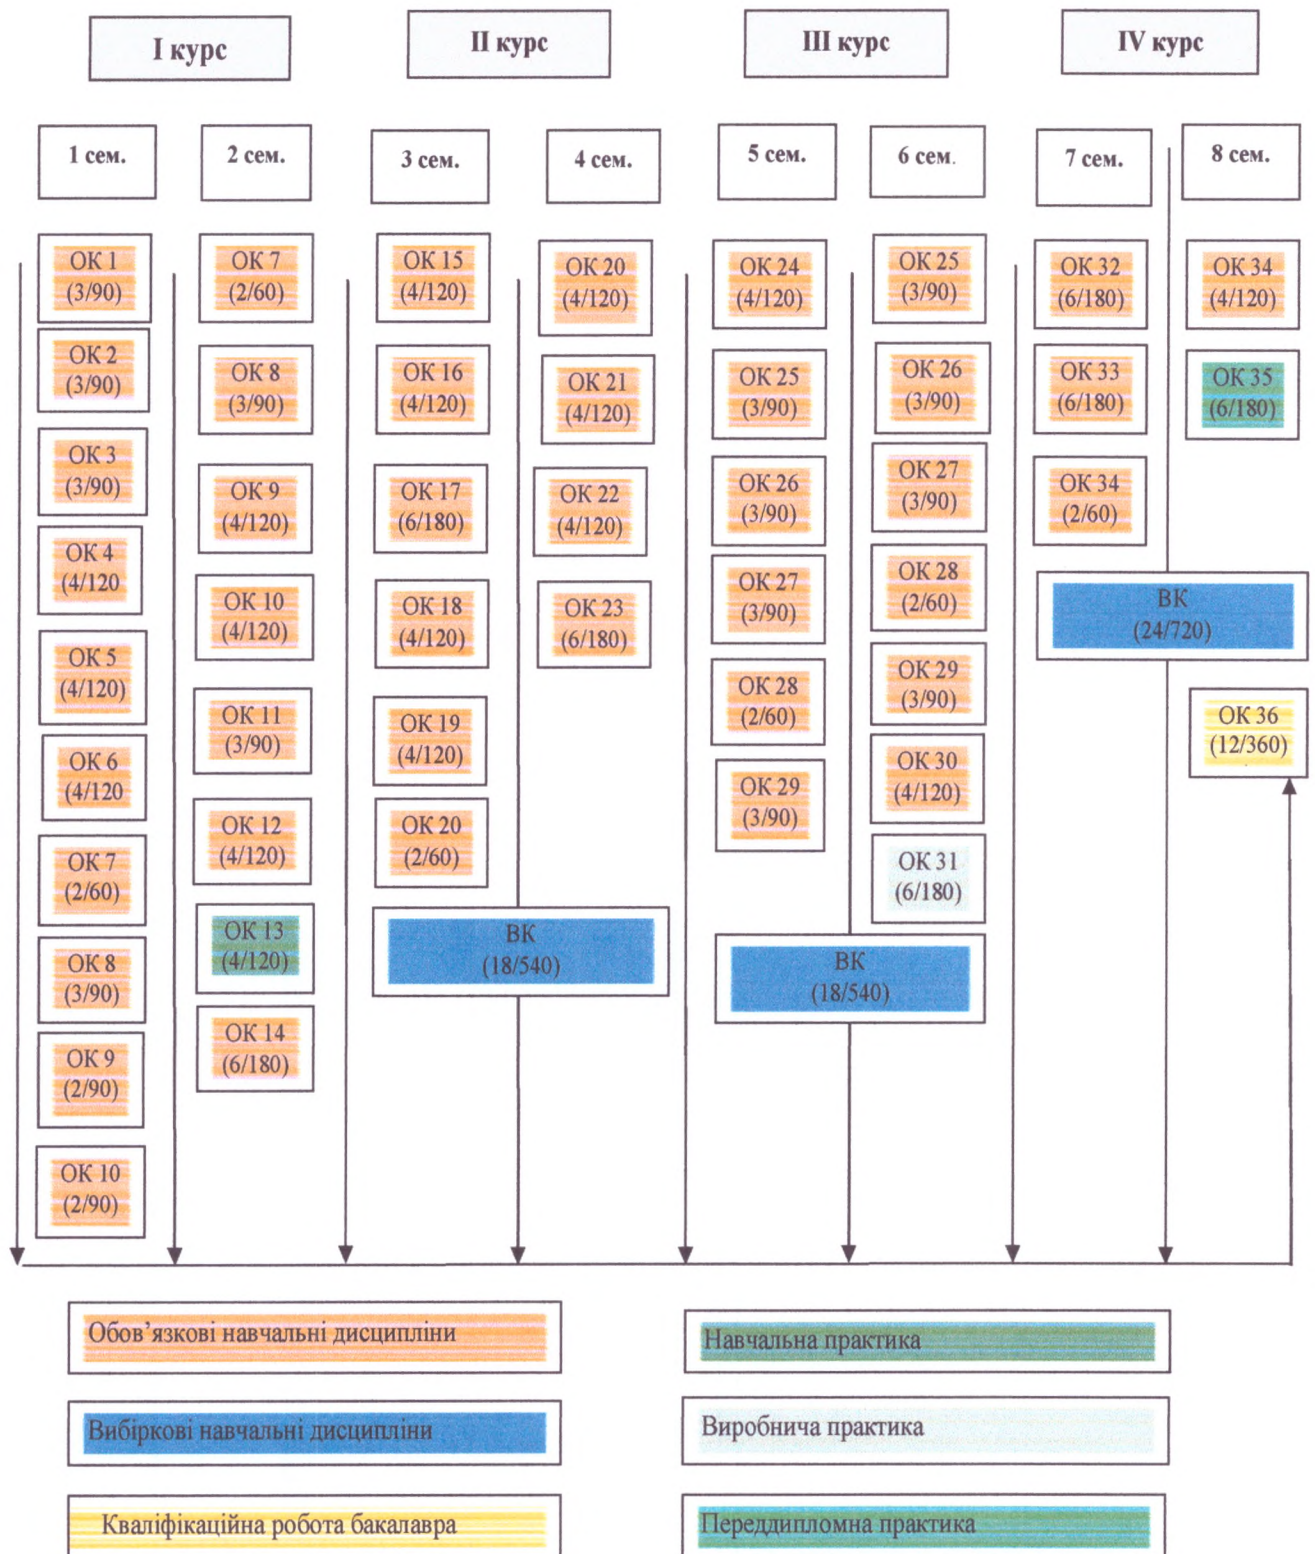 І курс
ІІ курс
ІІІ курс
IV курс
1 сем.
2 сем.
3 сем.
4 сем.
5 сем.
6 сем.
7 сем.
8 сем.
ОК 1
(3/90)
ОК 2
(3/90)
ОК 3
(3/90)
ОК 4
(4/120
ОК 5
(4/120)
ОК 6
(4/120
ОК 7
(2/60)
ОК 8
(3/90)
ОК 9
(2/90)
ОК 10
(2/90)
ОК 7
(2/60)
ОК 8
(3/90)
ОК 9
(4/120)
ОК 10
(4/120)
ОК 11
(3/90)
ОК 12
(4/120)
ОК 13
(4/120)
ОК 14
(6/180)
ОК 15
(4/120)
ОК 16
(4/120)
ОК 17
(6/180)
ОК 18
(4/120)
ОК 19
(4/120)
ОК 20
(2/60)
ОК 20
(4/120)
ОК 21
(4/120)
ОК 22
(4/120)
ОК 23
(6/180)
ВК
(18/540)
ОК 24
(4/120)
ОК 25
(3/90)
ОК 26
(3/90)
ОК 27
(3/90)
ОК 28
(2/60)
ОК 29
(3/90)
ОК 25
(3/90)
ОК 26
(3/90)
ОК 27
(3/90)
ОК 28
(2/60)
ОК 29
(3/90)
ОК 30
(4/120)
ОК 31
(6/180)
ВК
(18/540)
ОК 32
(6/180)
ОК 33
(6/180)
ОК 34
(2/60)
ОК 34
(4/120)
ОК 35
(6/180)
ВК
(24/720)
ОК 36
(12/360)
Обов’язкові навчальні дисципліни
Навчальна практика
Вибіркові навчальні дисципліни
Виробнича практика
Кваліфікаційна робота бакалавра
Переддипломна практика